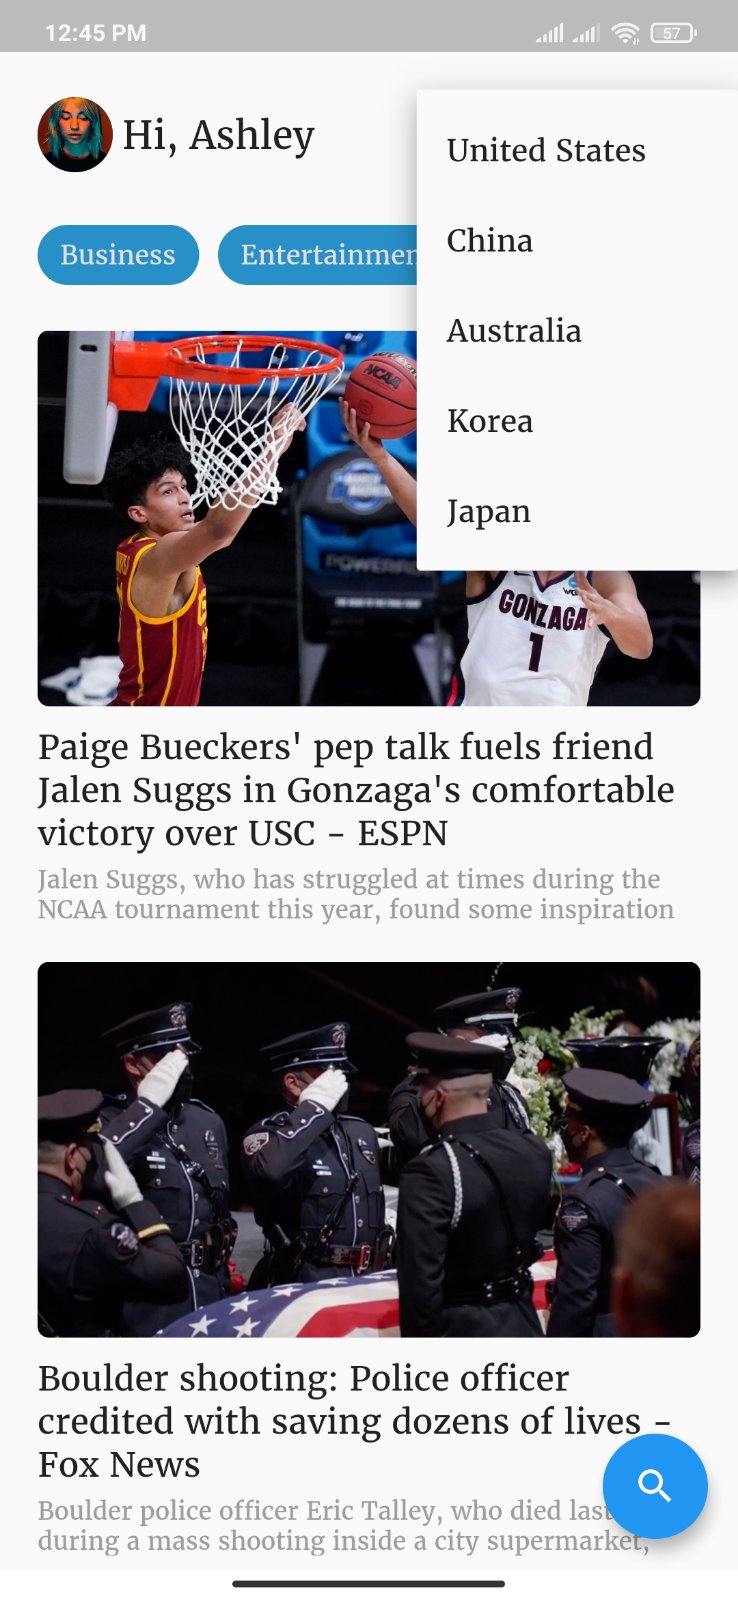 12:45 PM
57
Hi, Ashley
United States
China
Australia
Korea
Japan
Business
Entertainmen
NCAA
GONZAGA
1
Paige Bueckers' pep talk fuels friend
Jalen Suggs in Gonzaga's comfortable
victory over USC - ESPN
Jalen Suggs, who has struggled at times during the
NCAA tournament this year, found some inspiration
Boulder shooting: Police officer
credited with saving dozens of lives -
Fox News
Boulder police officer Eric Talley, who died last
during a mass shooting inside a city supermarket,